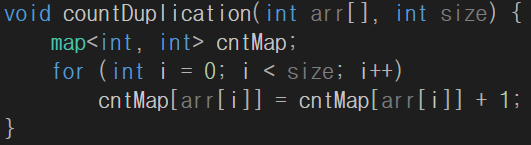 void countDuplication(int arr[], int size) {
    map<int, int> cntMap;
    for (int i = 0; i < size; i++)
        cntMap[arr[i]] = cntMap[arr[i]] + 1;
}